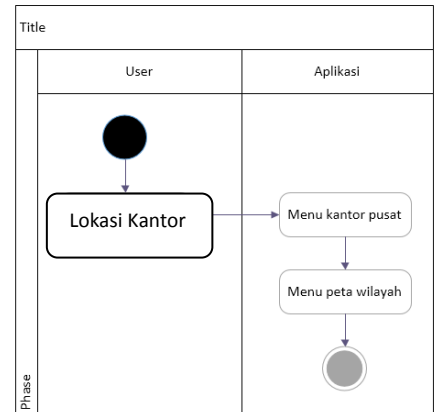 Title
User
Aplikasi
Lokasi Kantor
Menu kantor pusat
Menu peta wilayah
Phase